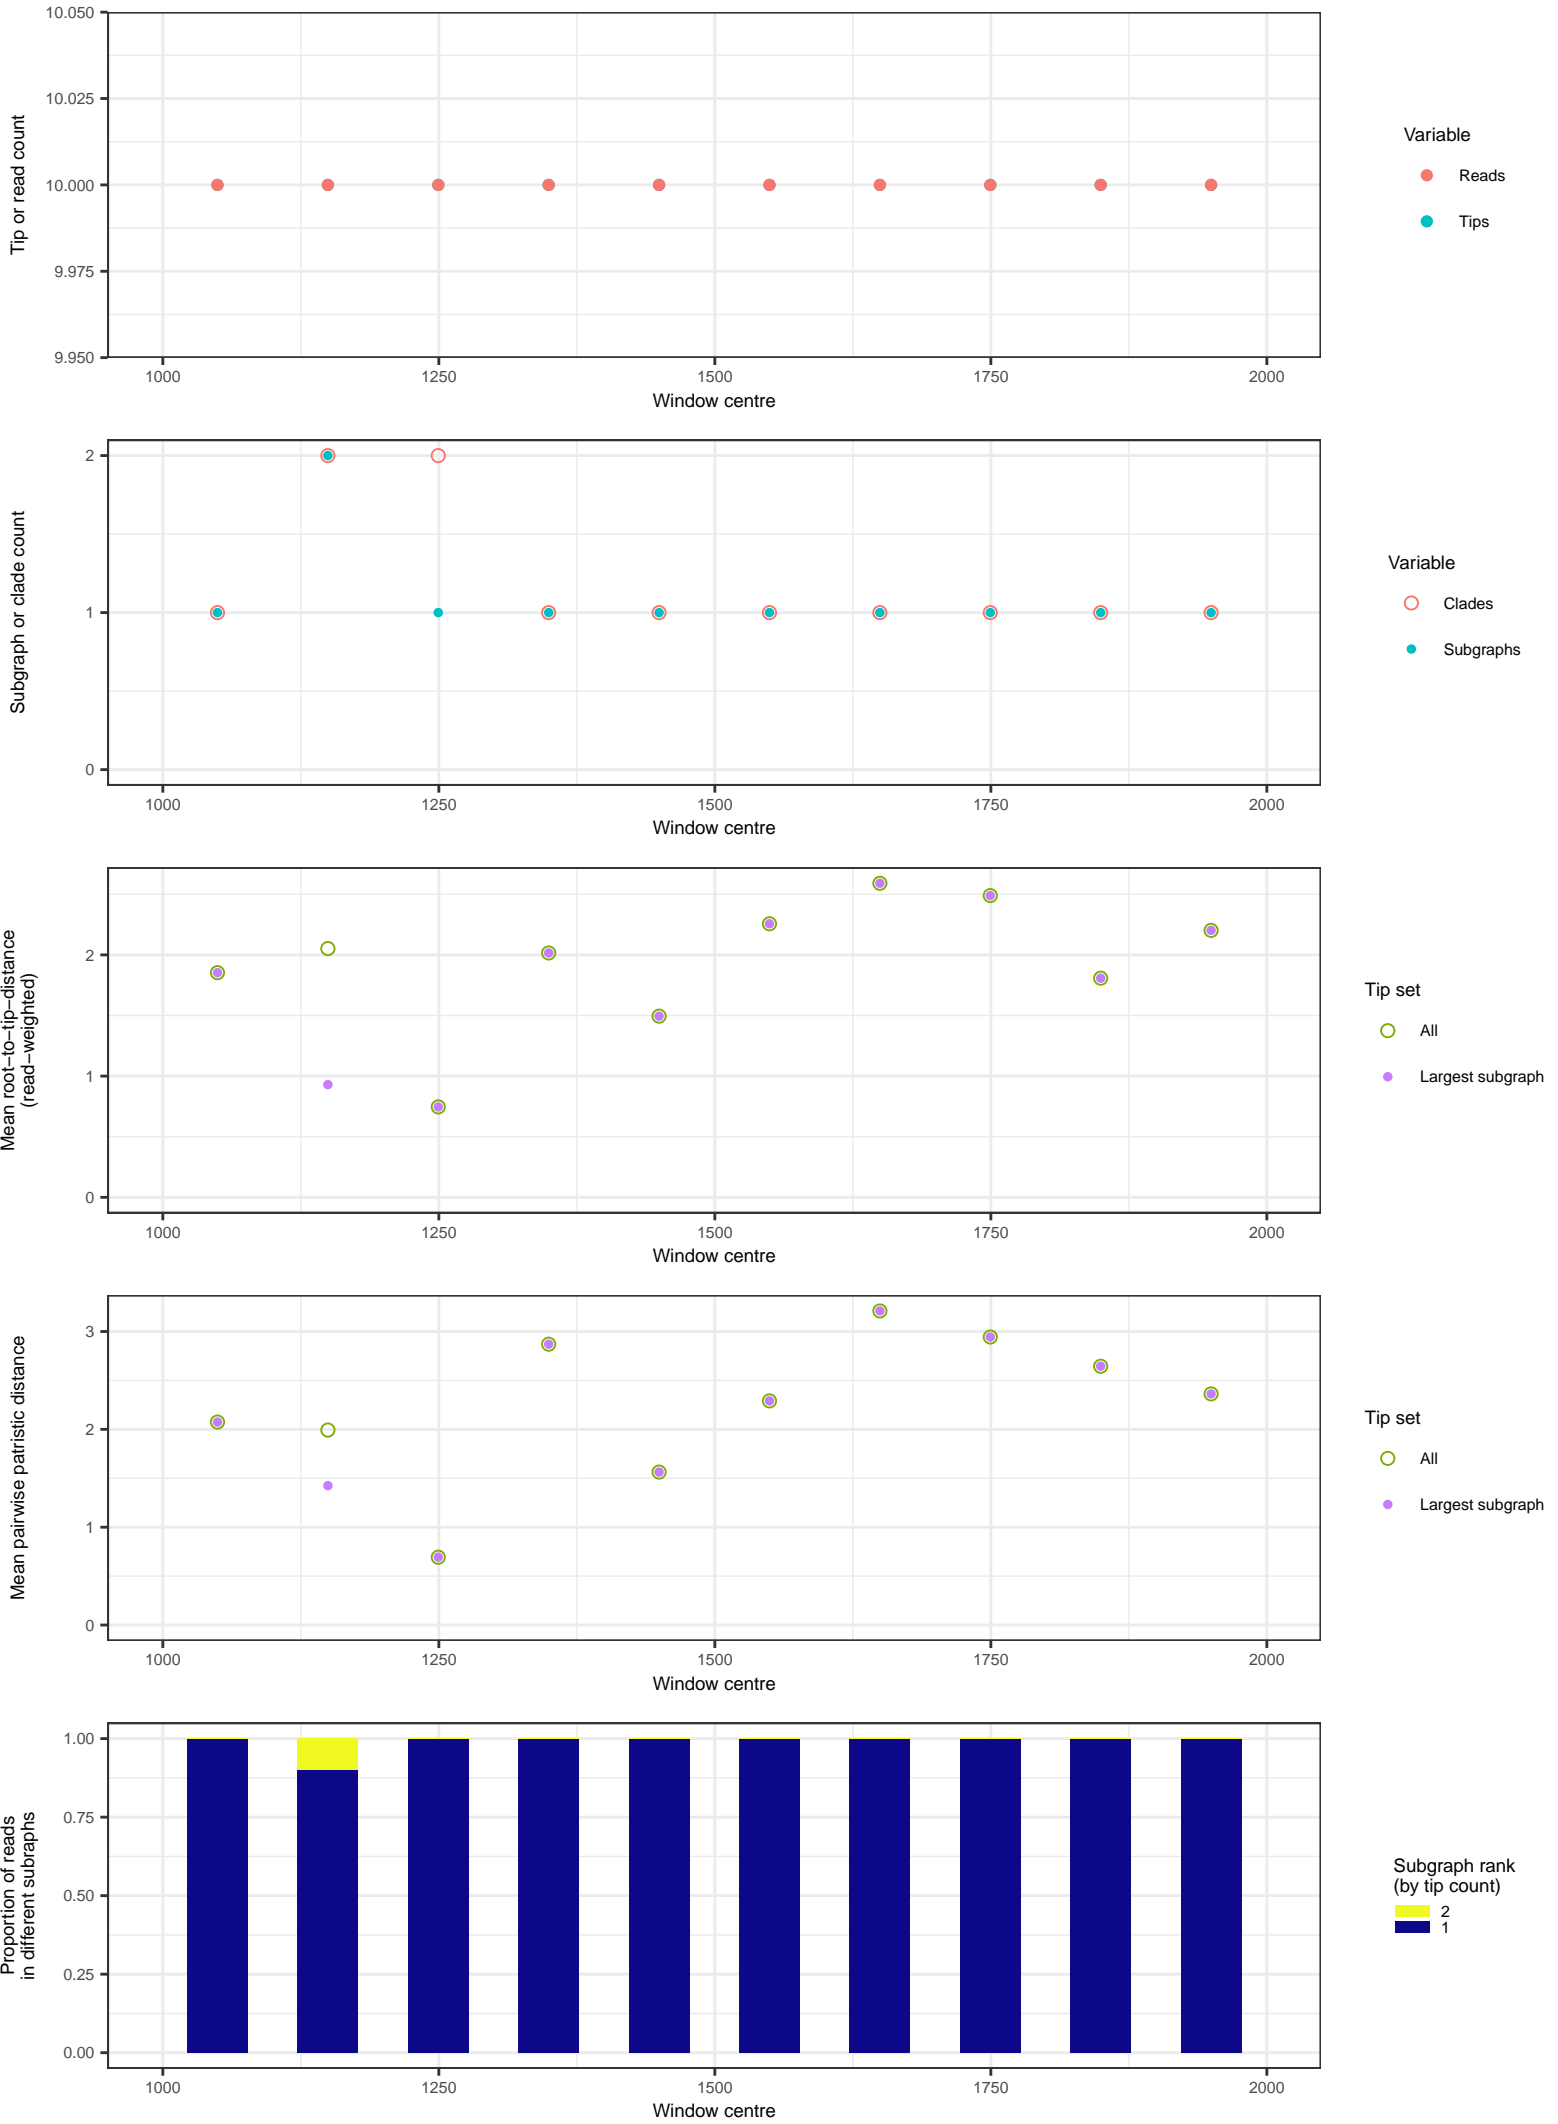 10.050
10.025
10.000
9.975
9.950
Tip or read count
1000 1250 1500 1750 2000
Window centre
Variable
Reads
Tips
2
1
0
Subgraph or clade count
1000 1250 1500 1750 2000
Window centre
Variable
Clades
Subgraphs
2
1
0
Mean root−to−tip−distance
(read−weighted)
1000 1250 1500 1750 2000
Window centre
Tip set
All
Largest subgraph
3
2
1
0
Mean pairwise patristic distance
1000 1250 1500 1750 2000
Window centre
Tip set
All
Largest subgraph
1.00
0.75
0.50
0.25
0.00
Proportion of reads
in different subraphs
1000 1250 1500 1750 2000
Window centre
Subgraph rank
(by tip count)
2
1